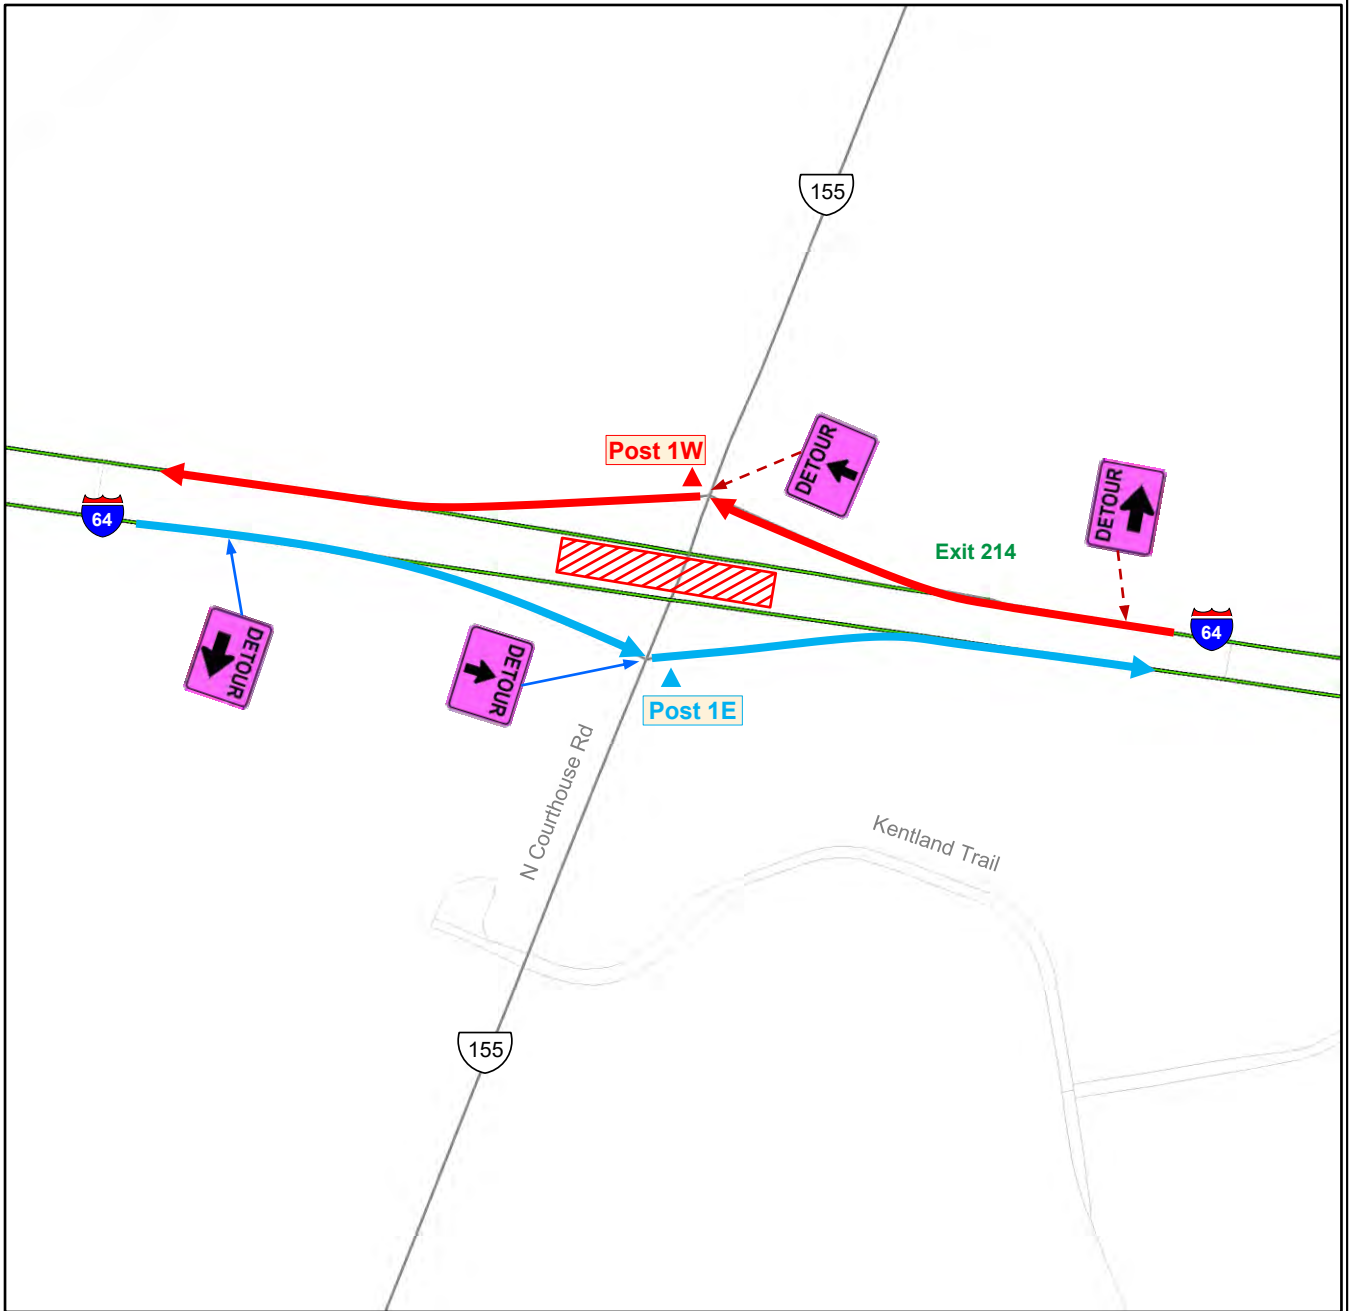 155
Post 1W
DETOUR
DETOUR
64
Exit 214
64
DETOUR
DETOUR
Post 1E
N Courthouse Rd
Kentland Trail
155